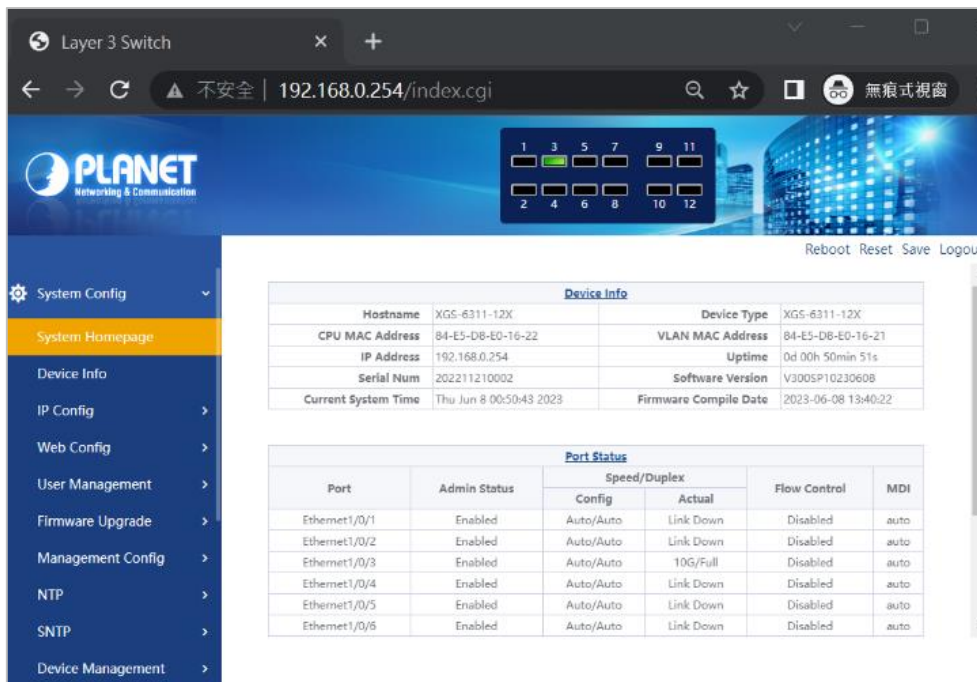 Layer 3 Switch
不安全 192.168.0.254/index.cgi 無痕式視窗
PLANET
Networking & Communication
1 3 5 7 9 11
2 4 6 8 10 12
Reboot Reset Save Logou
System Config
System Homepage
Device Info
IP Config
Web Config
User Management
Firmware Upgrade
Management Config
NTP
SNTP
Device Management
Device Info
Hostname XGS-6311-12X Device Type XGS-6311-12X
CPU MAC Address 84-E5-D8-E0-16-22 VLAN MAC Address 84-E5-D8-E0-16-21
IP Address 192.168.0.254 Uptime 0d 00h 50min 51s
Serial Num 202211210002 Software Version V300SP10230608
Current System Time Thu Jun 8 00:50:43 2023 Firmware Compile Date 2023-06-08 13:40:22
Port Status
Port Admin Status Speed/Duplex Flow Control MDI
Config Actual
Ethernet1/0/1 Enabled Auto/Auto Link Down Disabled auto
Ethernet1/0/2 Enabled Auto/Auto Link Down Disabled auto
Ethernet1/0/3 Enabled Auto/Auto 10G/Full Disabled auto
Ethernet1/0/4 Enabled Auto/Auto Link Down Disabled auto
Ethernet1/0/5 Enabled Auto/Auto Link Down Disabled auto
Ethernet1/0/6 Enabled Auto/Auto Link Down Disabled auto